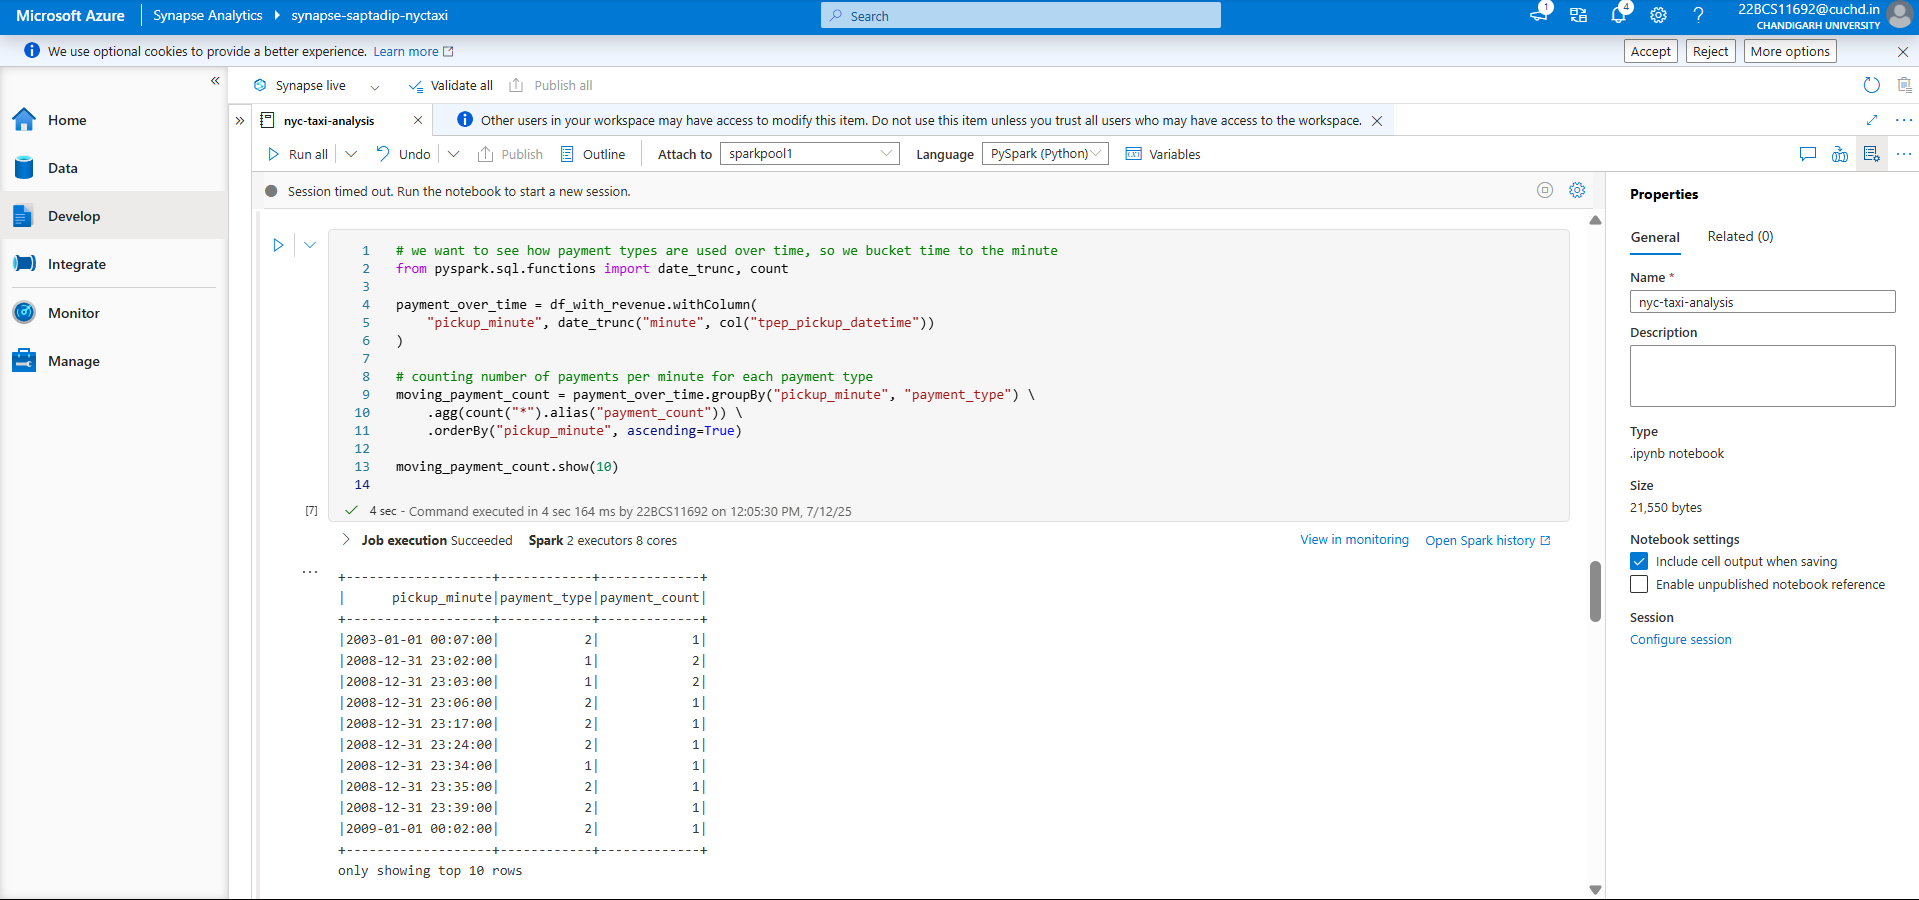 Microsoft Azure
Synapse Analytics
synapse-saptadip-nyctaxi
Search
1
4
22BCS11692@cuchd.in
CHANDIGARH UNIVERSITY
We use optional cookies to provide a better experience. Learn more
Accept
Reject
More options
Home
Data
Develop
Integrate
Monitor
Manage
Synapse live
Validate all
Publish all
nyc-taxi-analysis
Other users in your workspace may have access to modify this item. Do not use this item unless you trust all users who may have access to the workspace.
Run all
Undo
Publish
Outline
Attach to
sparkpool1
Language
PySpark (Python)
Variables
Session timed out. Run the notebook to start a new session.
1 # we want to see how payment types are used over time, so we bucket time to the minute
2 from pyspark.sql.functions import date_trunc, count
3
4 payment_over_time = df_with_revenue.withColumn(
5     "pickup_minute", date_trunc("minute", col("tpep_pickup_datetime"))
6 )
7
8 # counting number of payments per minute for each payment type
9 moving_payment_count = payment_over_time.groupBy("pickup_minute", "payment_type") \
10     .agg(count("*").alias("payment_count")) \
11     .orderBy("pickup_minute", ascending=True)
12
13 moving_payment_count.show(10)
14
[7]
4 sec - Command executed in 4 sec 164 ms by 22BCS11692 on 12:05:30 PM, 7/12/25
Job execution Succeeded Spark 2 executors 8 cores
View in monitoring
Open Spark history
+-------------------+------------+-------------+
|      pickup_minute|payment_type|payment_count|
+-------------------+------------+-------------+
|2003-01-01 00:07:00|           2|            1|
|2008-12-31 23:02:00|           1|            2|
|2008-12-31 23:03:00|           1|            2|
|2008-12-31 23:06:00|           2|            1|
|2008-12-31 23:17:00|           2|            1|
|2008-12-31 23:24:00|           2|            1|
|2008-12-31 23:34:00|           1|            1|
|2008-12-31 23:35:00|           2|            1|
|2008-12-31 23:39:00|           2|            1|
|2009-01-01 00:02:00|           2|            1|
+-------------------+------------+-------------+
only showing top 10 rows
Properties
General
Related (0)
Name *
nyc-taxi-analysis
Description
Type
.ipynb notebook
Size
21,550 bytes
Notebook settings
Include cell output when saving
Enable unpublished notebook reference
Session
Configure session